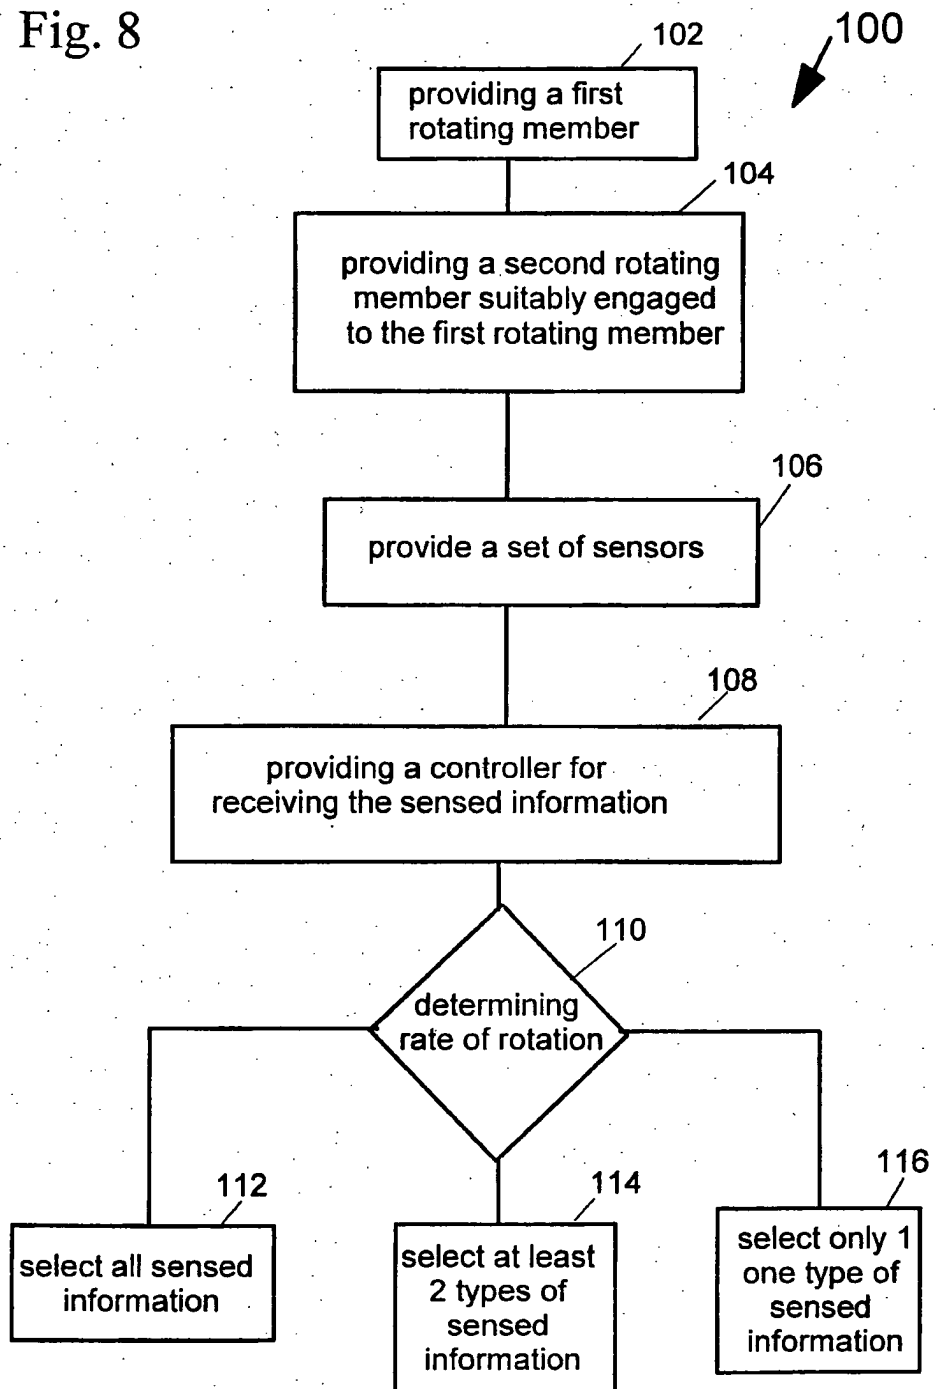 Fig. 8
100
102
providing a first
rotating member
104
providing a second rotating
member suitably engaged
to the first rotating member
106
provide a set of sensors
108
providing a controller for
receiving the sensed information
110
determining
rate of rotation
112
select all sensed
information
114
select at least
2 types of
sensed
information
116
select only 1
one type of
sensed
information